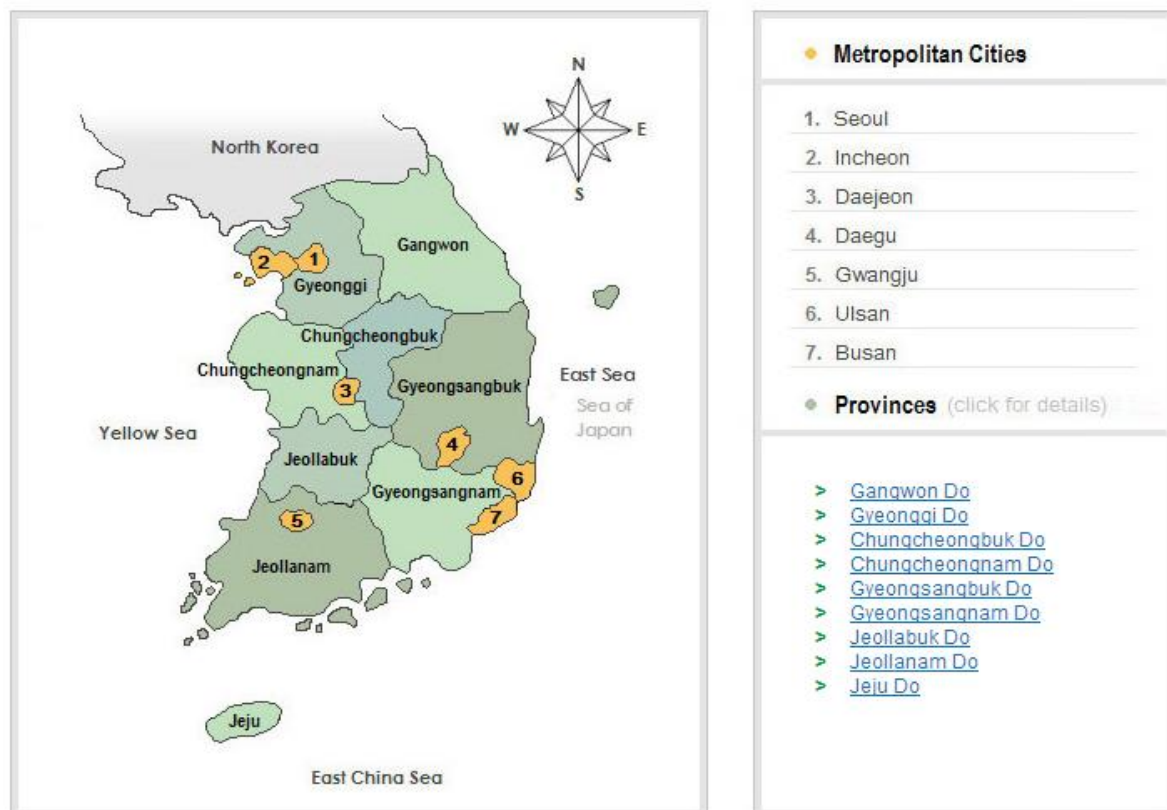 N
W E
S
North Korea
Gangwon
2 1
Gyeonggi
Chungcheongbuk
Chungcheongnam
3
Gyeongsangbuk
East Sea
Sea of
Japan
Yellow Sea
4
Jeollabuk
6
Gyeongsangnam
5
7
Jeollanam
Jeju
East China Sea
Metropolitan Cities
1. Seoul
2. Incheon
3. Daejeon
4. Daegu
5. Gwangju
6. Ulsan
7. Busan
Provinces (click for details)
> Gangwon Do
> Gyeonggi Do
> Chungcheongbuk Do
> Chungcheongnam Do
> Gyeongsangbuk Do
> Gyeongsangnam Do
> Jeollabuk Do
> Jeollanam Do
> Jeju Do